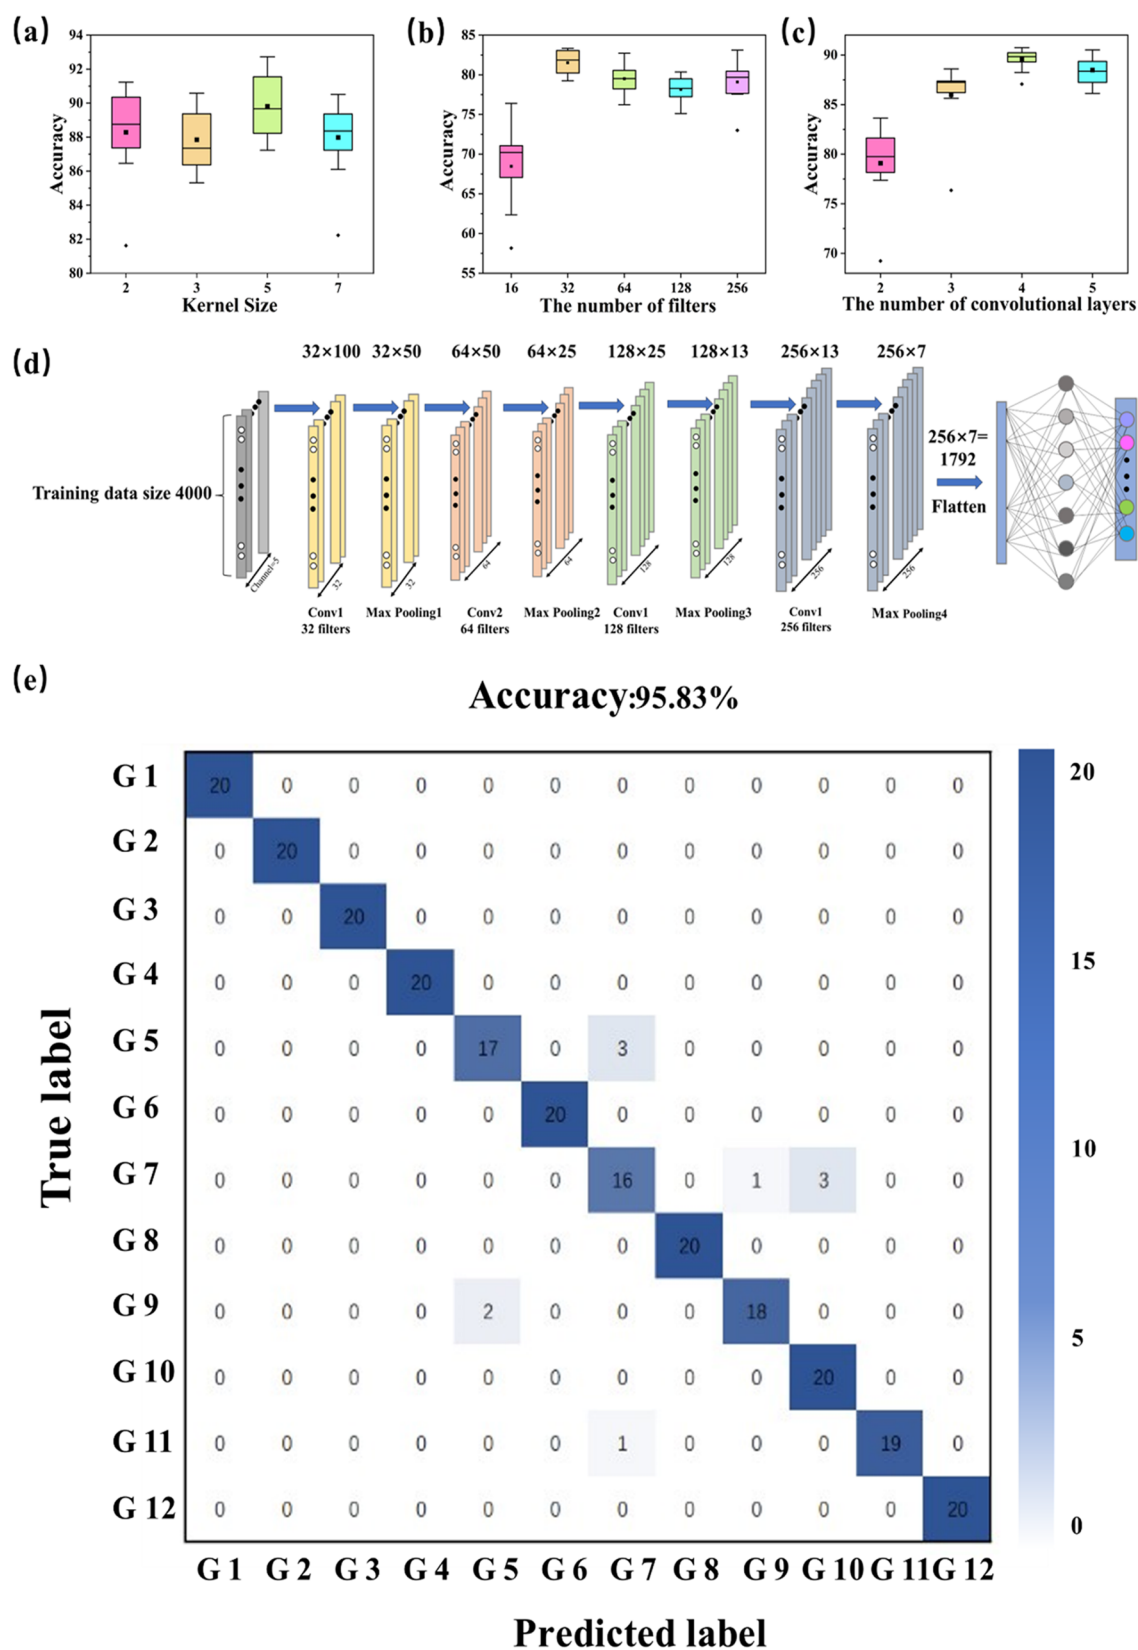 (a)
94
92
90
88
86
84
82
80
Accuracy
2 3 5 7
Kernel Size
(b)
85
80
75
70
65
60
55
Accuracy
16 32 64 128 256
The number of filters
(c)
90
85
80
75
70
Accuracy
2 3 4 5
The number of convolutional layers
(d)
32×100 32×50 64×50 64×25 128×25 128×13 256×13 256×7
Training data size 4000
Channel=5
32
32
64
64
128
128
256
256
256×7=
1792
Flatten
Conv1
32 filters
Max Pooling1
Conv2
64 filters
Max Pooling2
Conv1
128 filters
Max Pooling3
Conv1
256 filters
Max Pooling4
(e)
Accuracy:95.83%
True label
G 1 20 0 0 0 0 0 0 0 0 0 0 0
G 2 0 20 0 0 0 0 0 0 0 0 0 0
G 3 0 0 20 0 0 0 0 0 0 0 0 0
G 4 0 0 0 20 0 0 0 0 0 0 0 0
G 5 0 0 0 0 17 0 3 0 0 0 0 0
G 6 0 0 0 0 0 20 0 0 0 0 0 0
G 7 0 0 0 0 0 0 16 0 1 3 0 0
G 8 0 0 0 0 0 0 0 20 0 0 0 0
G 9 0 0 0 0 2 0 0 0 18 0 0 0
G 10 0 0 0 0 0 0 0 0 0 20 0 0
G 11 0 0 0 0 0 0 1 0 0 0 19 0
G 12 0 0 0 0 0 0 0 0 0 0 0 20
G 1 G 2 G 3 G 4 G 5 G 6 G 7 G 8 G 9 G 10 G 11 G 12
Predicted label
20
15
10
5
0